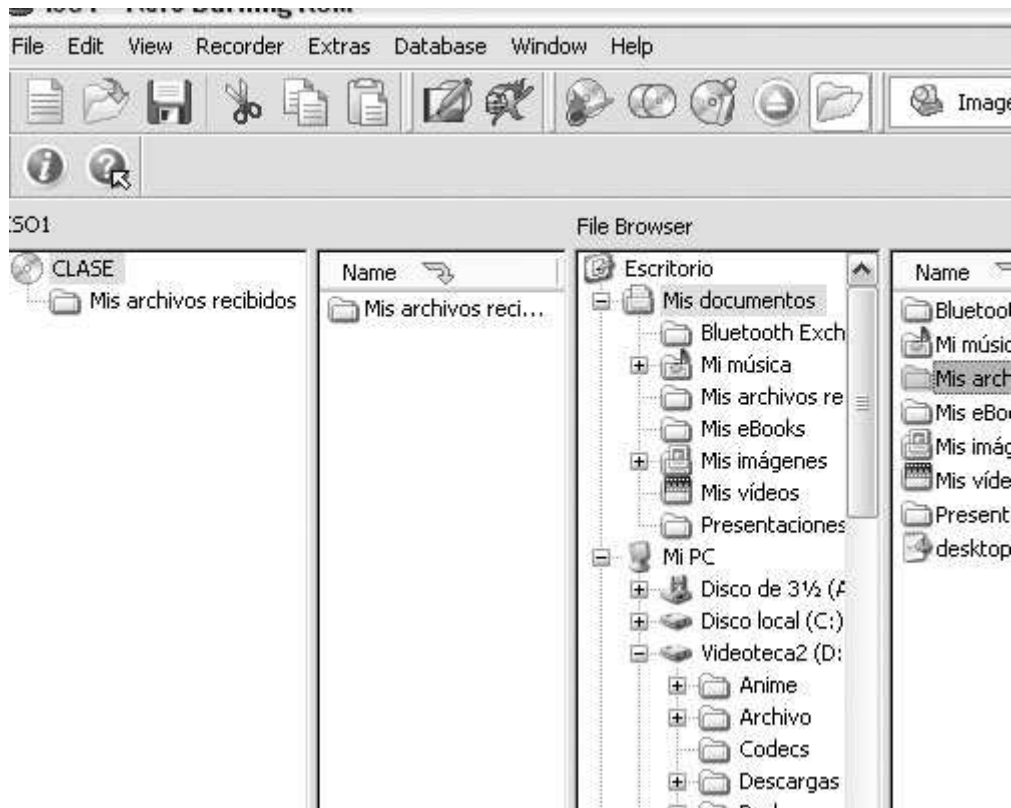 File Edit View Recorder Extras Database Window Help
Image
ISO1
File Browser
CLASE
Mis archivos recibidos
Name
Mis archivos reci...
Escritorio
Mis documentos
Bluetooth Exch
Mi música
Mis archivos re
Mis eBooks
Mis imágenes
Mis vídeos
Presentaciones
Mi PC
Disco de 3½ (A
Disco local (C:)
Videoteca2 (D:
Anime
Archivo
Codecs
Descargas
Name
Bluetoot
Mi músic
Mis arch
Mis eBoo
Mis imág
Mis víde
Present
desktop